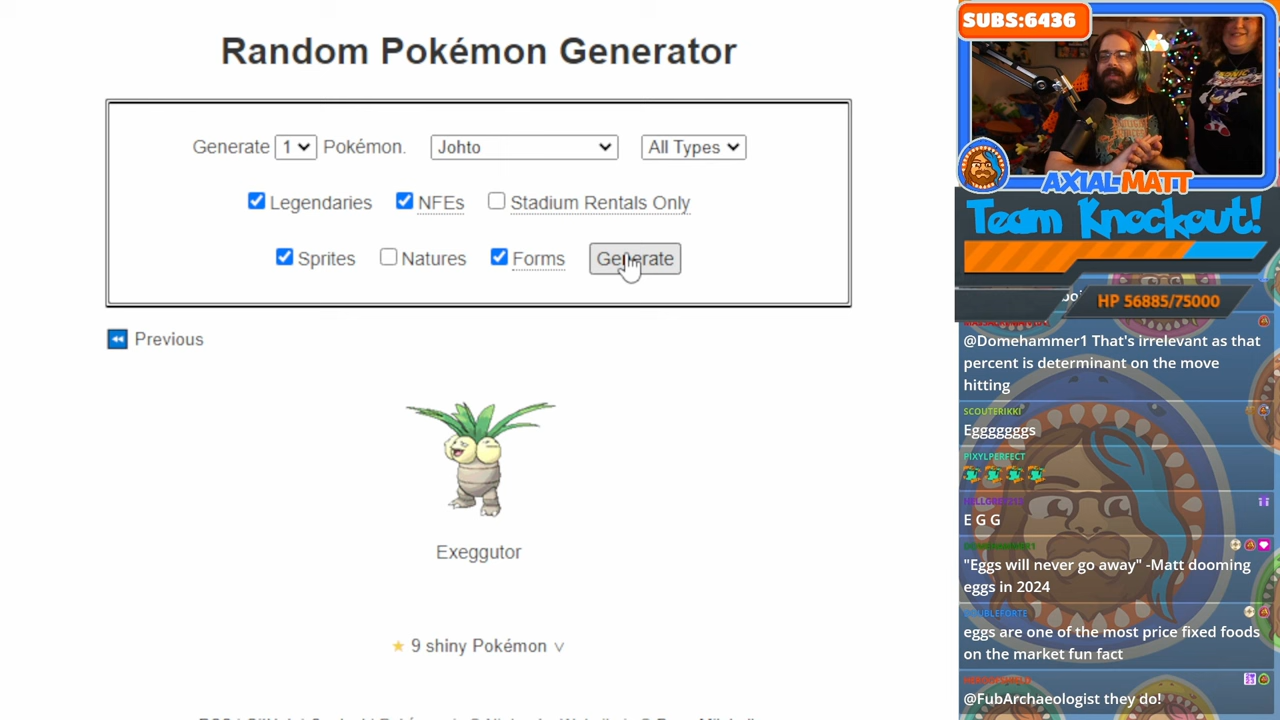 Random Pokémon Generator
Generate 1 Pokémon. Johto All Types
Legendaries NFEs Stadium Rentals Only
Sprites Natures Forms Generate
Previous
Exeggutor
9 shiny Pokémon
SUBS:6436
AXIALMATT
Team Knockout!
HP 56885/75000
@Domehammer1 That's irrelevant as that
percent is determinant on the move
hitting
SCOUTERIKKI
Egggggggs
PIXYLPERFECT
E G G
"Eggs will never go away" -Matt dooming
eggs in 2024
eggs are one of the most price fixed foods
on the market fun fact
@FubArchaeologist they do!